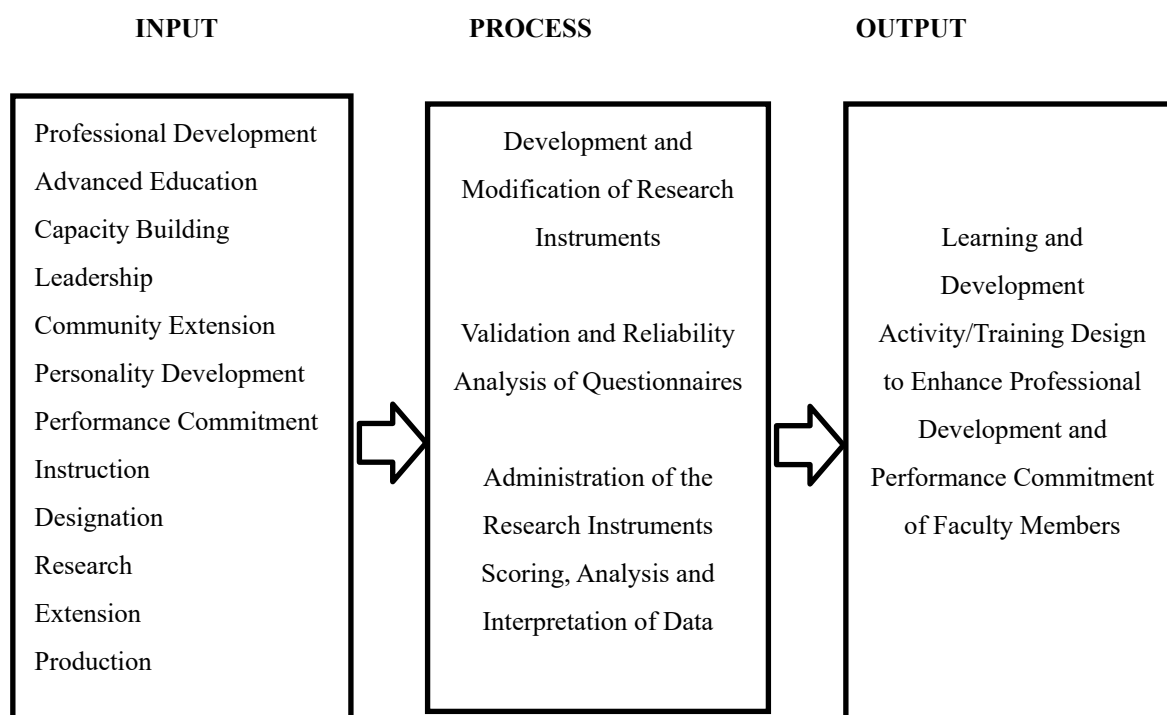 INPUT
PROCESS
OUTPUT
Professional Development
Advanced Education
Capacity Building
Leadership
Community Extension
Personality Development
Performance Commitment
Instruction
Designation
Research
Extension
Production
Development and
Modification of Research
Instruments
Validation and Reliability
Analysis of Questionnaires
Administration of the
Research Instruments
Scoring, Analysis and
Interpretation of Data
Learning and
Development
Activity/Training Design
to Enhance Professional
Development and
Performance Commitment
of Faculty Members